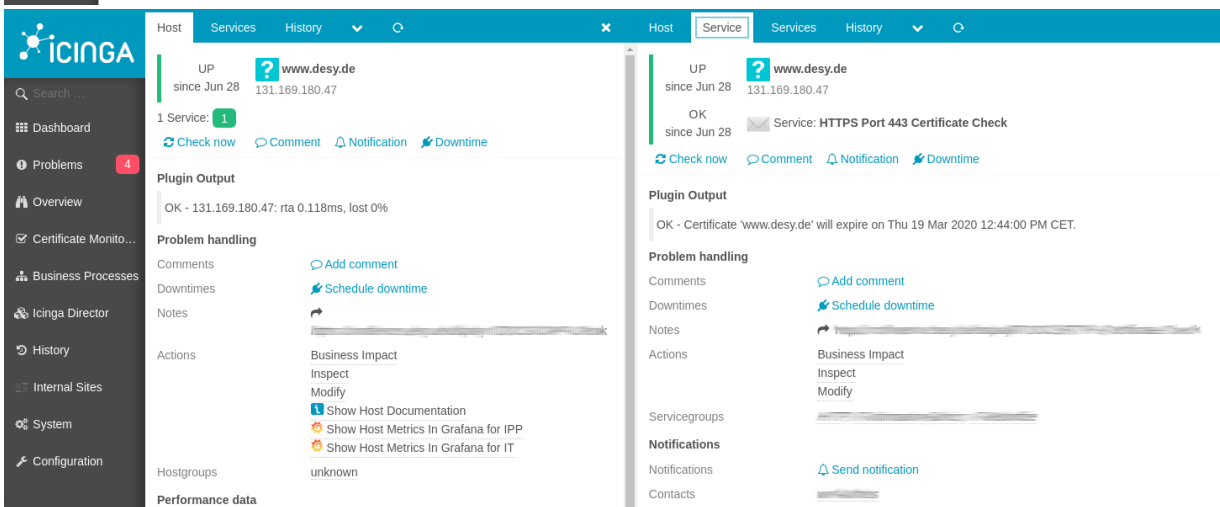 ICINGA
Search ...
Dashboard
Problems 4
Overview
Certificate Monito...
Business Processes
Icinga Director
History
Internal Sites
System
Configuration
Host Services History
UP
since Jun 28
www.desy.de
131.169.180.47
1 Service: 1
Check now Comment Notification Downtime
Plugin Output
OK - 131.169.180.47: rta 0.118ms, lost 0%
Problem handling
Comments Add comment
Downtimes Schedule downtime
Notes
Actions Business Impact
Inspect
Modify
Show Host Documentation
Show Host Metrics In Grafana for IPP
Show Host Metrics In Grafana for IT
Hostgroups unknown
Performance data
Host Service Services History
UP
since Jun 28
www.desy.de
131.169.180.47
OK
since Jun 28
Service: HTTPS Port 443 Certificate Check
Check now Comment Notification Downtime
Plugin Output
OK - Certificate 'www.desy.de' will expire on Thu 19 Mar 2020 12:44:00 PM CET.
Problem handling
Comments Add comment
Downtimes Schedule downtime
Notes
Actions Business Impact
Inspect
Modify
Servicegroups
Notifications
Notifications Send notification
Contacts